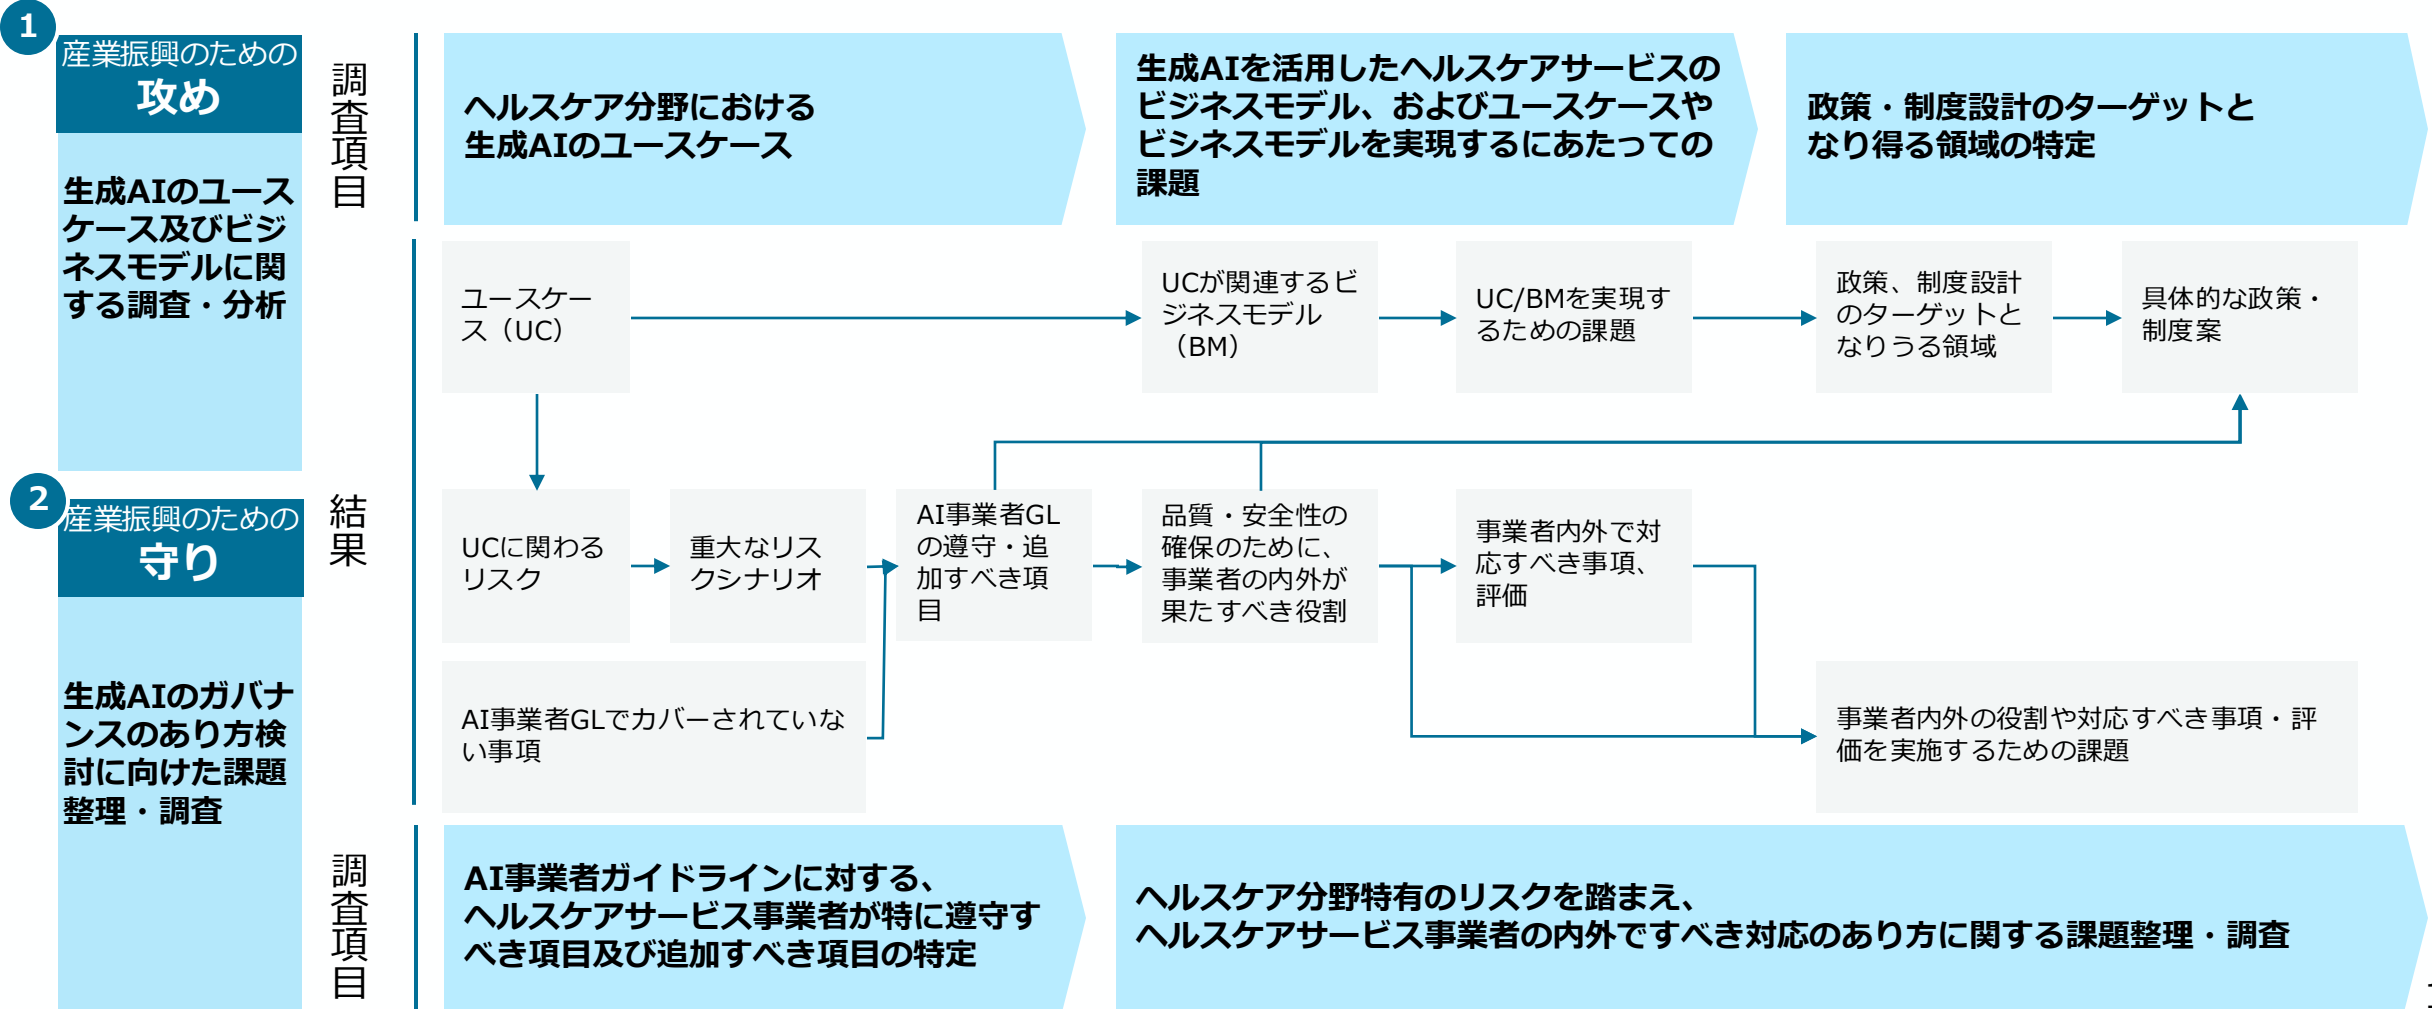 1
産業振興のための
攻め
生成AIのユース
ケース及びビジ
ネスモデルに関
する調査・分析
調査項目
ヘルスケア分野における
生成AIのユースケース
生成AIを活用したヘルスケアサービスの
ビジネスモデル、およびユースケースや
ビシネスモデルを実現するにあたっての
課題
政策・制度設計のターゲットと
なり得る領域の特定
結果
ユースケー
ス（UC）
UCが関連するビ
ジネスモデル
（BM）
UC/BMを実現す
るための課題
政策、制度設計
のターゲットと
なりうる領域
具体的な政策・
制度案
2
産業振興のための
守り
生成AIのガバナ
ンスのあり方検
討に向けた課題
整理・調査
UCに関わる
リスク
重大なリス
クシナリオ
AI事業者GL
の遵守・追
加すべき項
目
品質・安全性の
確保のために、
事業者の内外が
果たすべき役割
事業者内外で対
応すべき事項、
評価
AI事業者GLでカバーされていな
い事項
事業者内外の役割や対応すべき事項・評
価を実施するための課題
調査項目
AI事業者ガイドラインに対する、
ヘルスケアサービス事業者が特に遵守す
べき項目及び追加すべき項目の特定
ヘルスケア分野特有のリスクを踏まえ、
ヘルスケアサービス事業者の内外ですべき対応のあり方に関する課題整理・調査